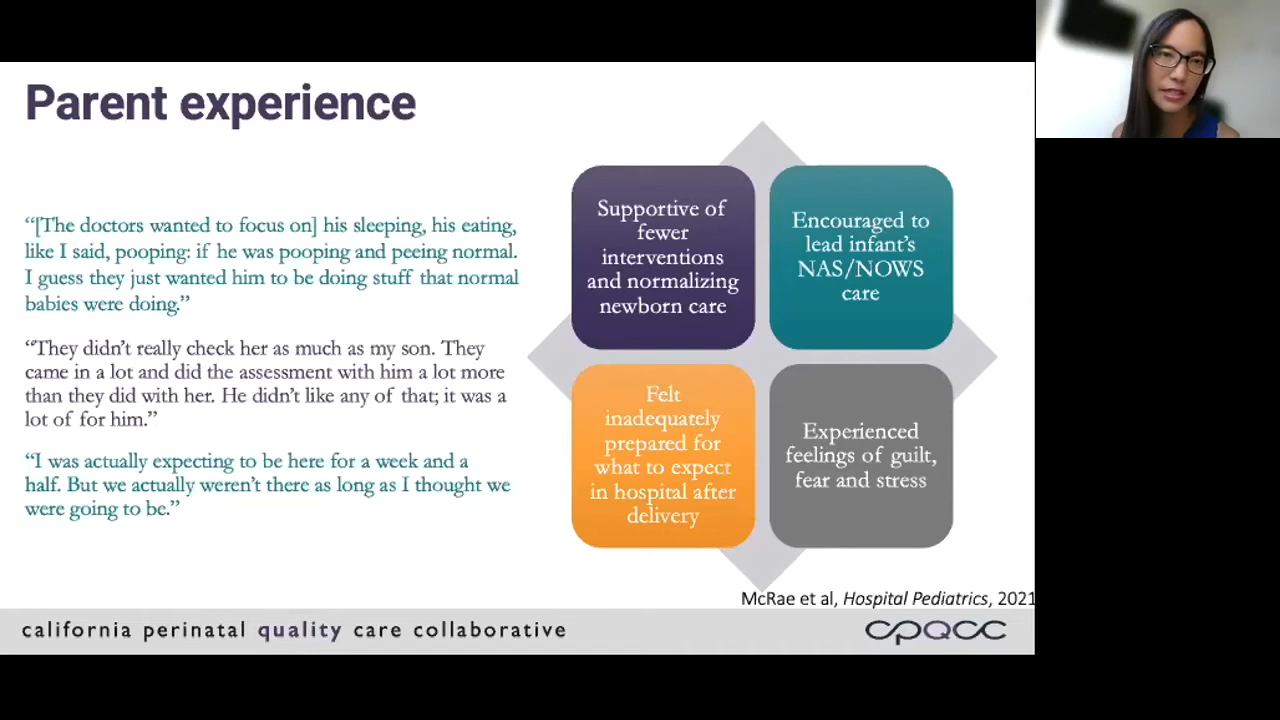 Parent experience
“[The doctors wanted to focus on] his sleeping, his eating,
like I said, pooping: if he was pooping and peeing normal.
I guess they just wanted him to be doing stuff that normal
babies were doing.”
“They didn’t really check her as much as my son. They
came in a lot and did the assessment with him a lot more
than they did with her. He didn’t like any of that; it was a
lot of for him.”
“I was actually expecting to be here for a week and a
half. But we actually weren’t there as long as I thought we
were going to be.”
Supportive of
fewer
interventions
and normalizing
newborn care
Encouraged to
lead infant’s
NAS/NOWS
care
Felt
inadequately
prepared for
what to expect
in hospital after
delivery
Experienced
feelings of guilt,
fear and stress
McRae et al, Hospital Pediatrics, 2021
california perinatal quality care collaborative
cpqcc